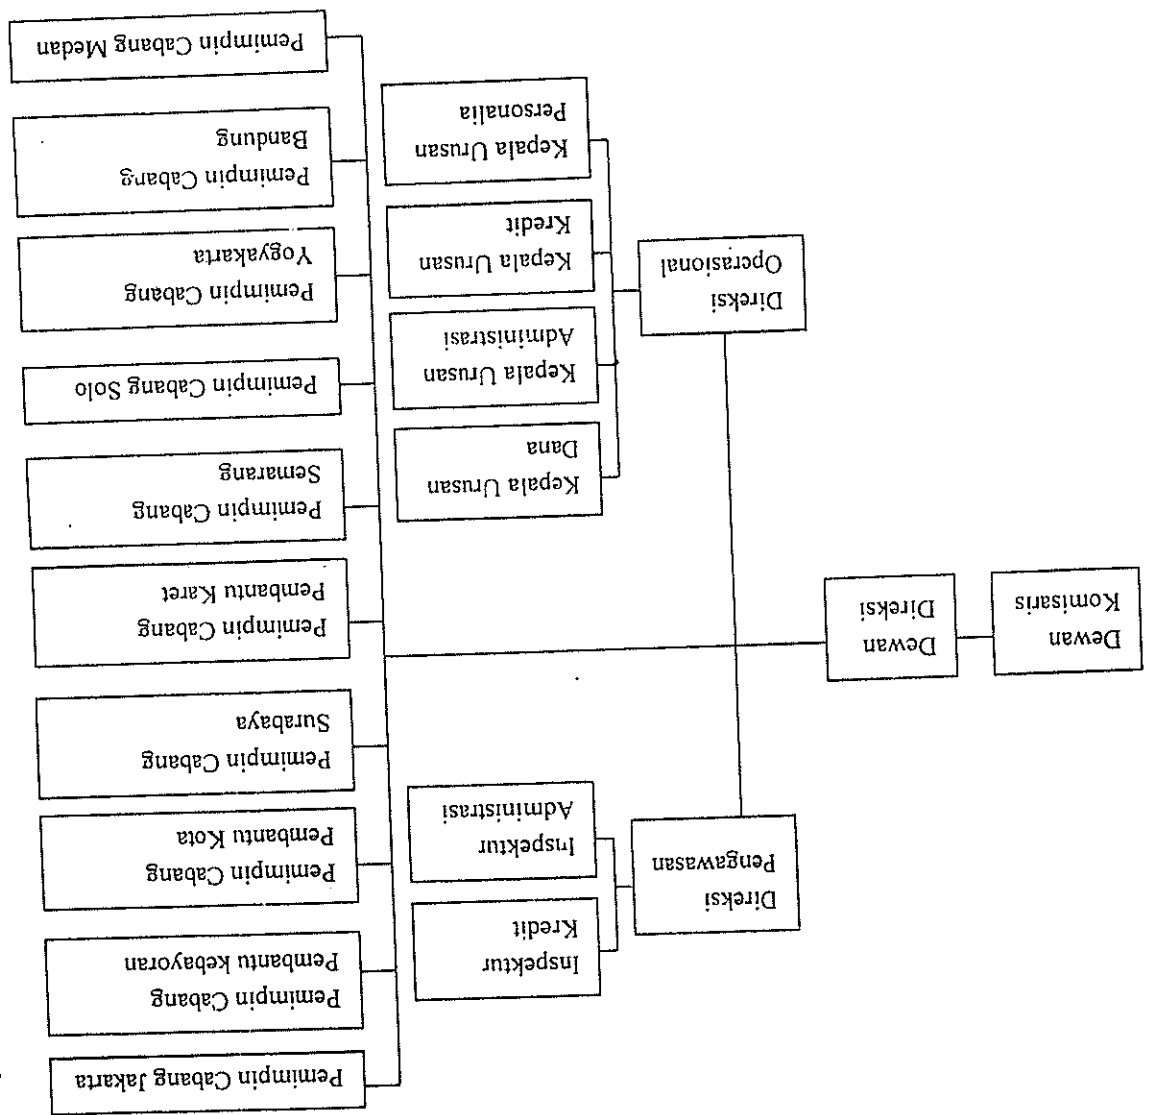 Dewan
Komisaris
Dewan
Direksi
Direksi
Pengawasan
Direksi
Operasional
Inspektur
Kredit
Inspektur
Administrasi
Kepala Urusan
Dana
Kepala Urusan
Administrasi
Kepala Urusan
Kredit
Kepala Urusan
Personalia
Pemimpin Cabang Jakarta
Pemimpin Cabang
Pembantu kebayoran
Pemimpin Cabang
Pembantu Kota
Pemimpin Cabang
Surabaya
Pemimpin Cabang
Pembantu Karet
Pemimpin Cabang
Semarang
Pemimpin Cabang Solo
Pemimpin Cabang
Yogyakarta
Pemimpin Cabang
Bandung
Pemimpin Cabang Medan